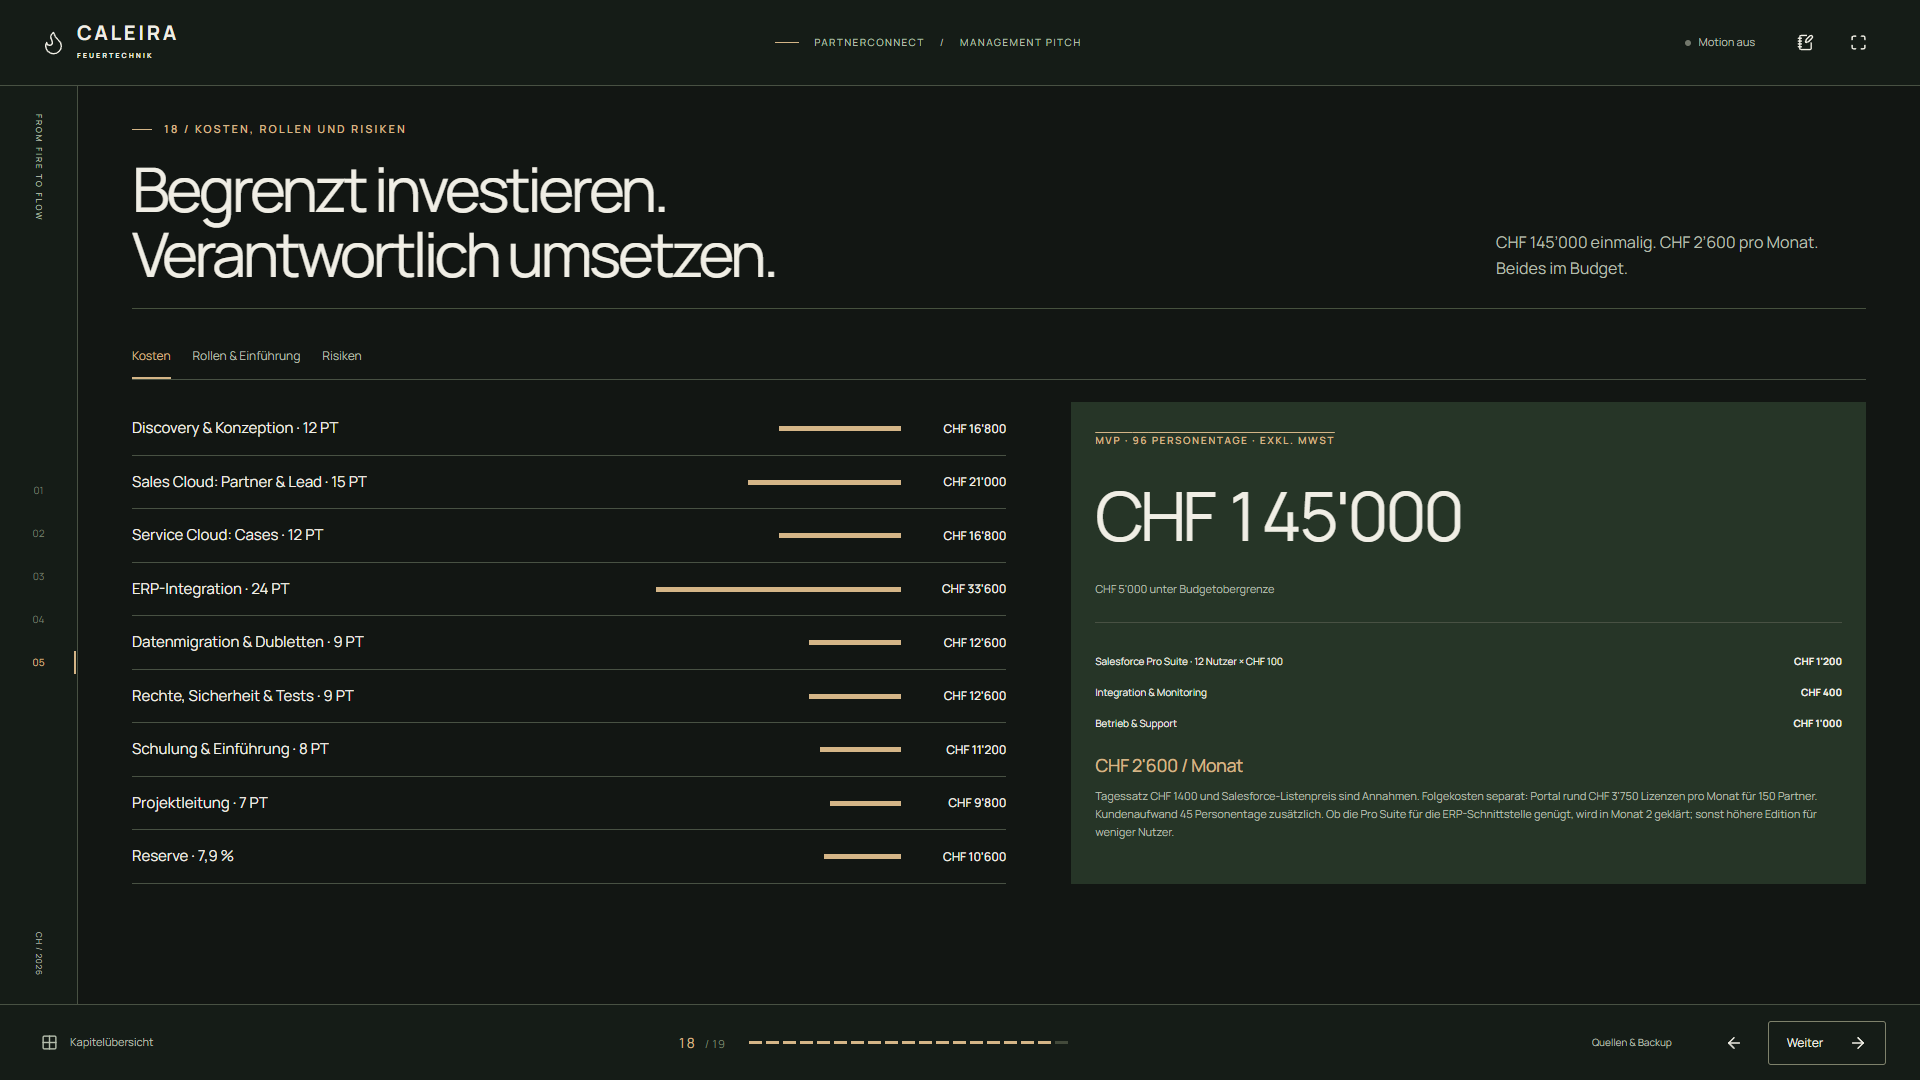 CALEIRA
FEUERTECHNIK
PARTNERCONNECT / MANAGEMENT PITCH
Motion aus
FROM FIRE TO FLOW
01
02
03
04
05
CH / 2026
18 / KOSTEN, ROLLEN UND RISIKEN
Begrenzt investieren.
Verantwortlich umsetzen.
CHF 145'000 einmalig. CHF 2'600 pro Monat.
Beides im Budget.
Kosten Rollen & Einführung Risiken
Discovery & Konzeption · 12 PT CHF 16'800
Sales Cloud: Partner & Lead · 15 PT CHF 21'000
Service Cloud: Cases · 12 PT CHF 16'800
ERP-Integration · 24 PT CHF 33'600
Datenmigration & Dubletten · 9 PT CHF 12'600
Rechte, Sicherheit & Tests · 9 PT CHF 12'600
Schulung & Einführung · 8 PT CHF 11'200
Projektleitung · 7 PT CHF 9'800
Reserve · 7,9 % CHF 10'600
MVP · 96 PERSONENTAGE · EXKL. MWST
CHF 145'000
CHF 5'000 unter Budgetobergrenze
Salesforce Pro Suite · 12 Nutzer × CHF 100 CHF 1'200
Integration & Monitoring CHF 400
Betrieb & Support CHF 1'000
CHF 2'600 / Monat
Tagessatz CHF 1400 und Salesforce-Listenpreis sind Annahmen. Folgekosten separat: Portal rund CHF 3'750 Lizenzen pro Monat für 150 Partner.
Kundenaufwand 45 Personentage zusätzlich. Ob die Pro Suite für die ERP-Schnittstelle genügt, wird in Monat 2 geklärt; sonst höhere Edition für
weniger Nutzer.
Kapitelübersicht
18 / 19
Quellen & Backup
Weiter